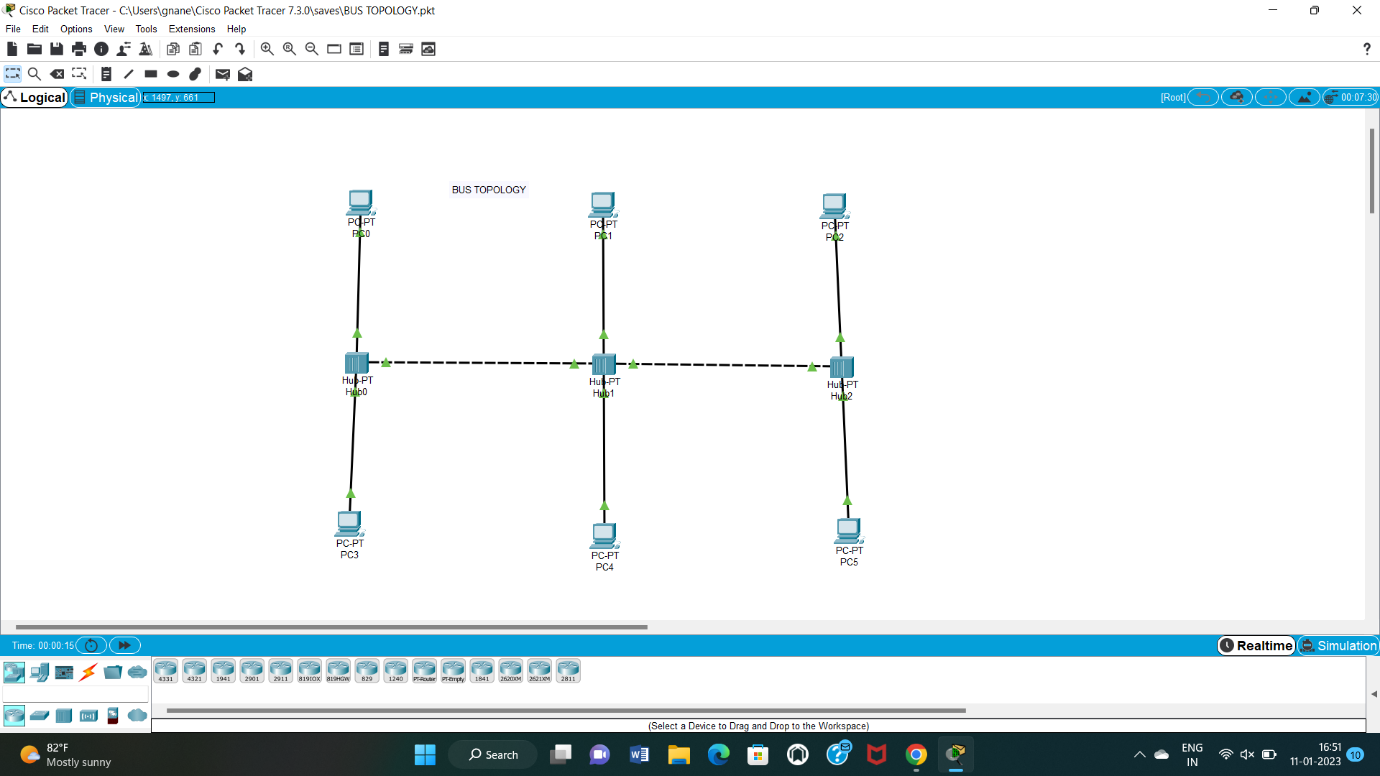 Cisco Packet Tracer - C:\Users\gnane\Cisco Packet Tracer 7.3.0\saves\BUS TOPOLOGY.pkt
File Edit Options View Tools Extensions Help
?
Logical Physical x: 1497, y: 661 [Root] 00:07:30
BUS TOPOLOGY
PC-PT
PC0
PC-PT
PC1
PC-PT
PC2
Hub-PT
Hub0
Hub-PT
Hub1
Hub-PT
Hub2
PC-PT
PC3
PC-PT
PC4
PC-PT
PC5
Time: 00:00:15 Realtime Simulation
4331 4321 1941 2901 2911 819IOX 819HGW 829 1240 PT-Router PT-Empty 1841 2620XM 2621XM 2811
(Select a Device to Drag and Drop to the Workspace)
82°F
Mostly sunny
Search
ENG
IN
16:51
11-01-2023
10